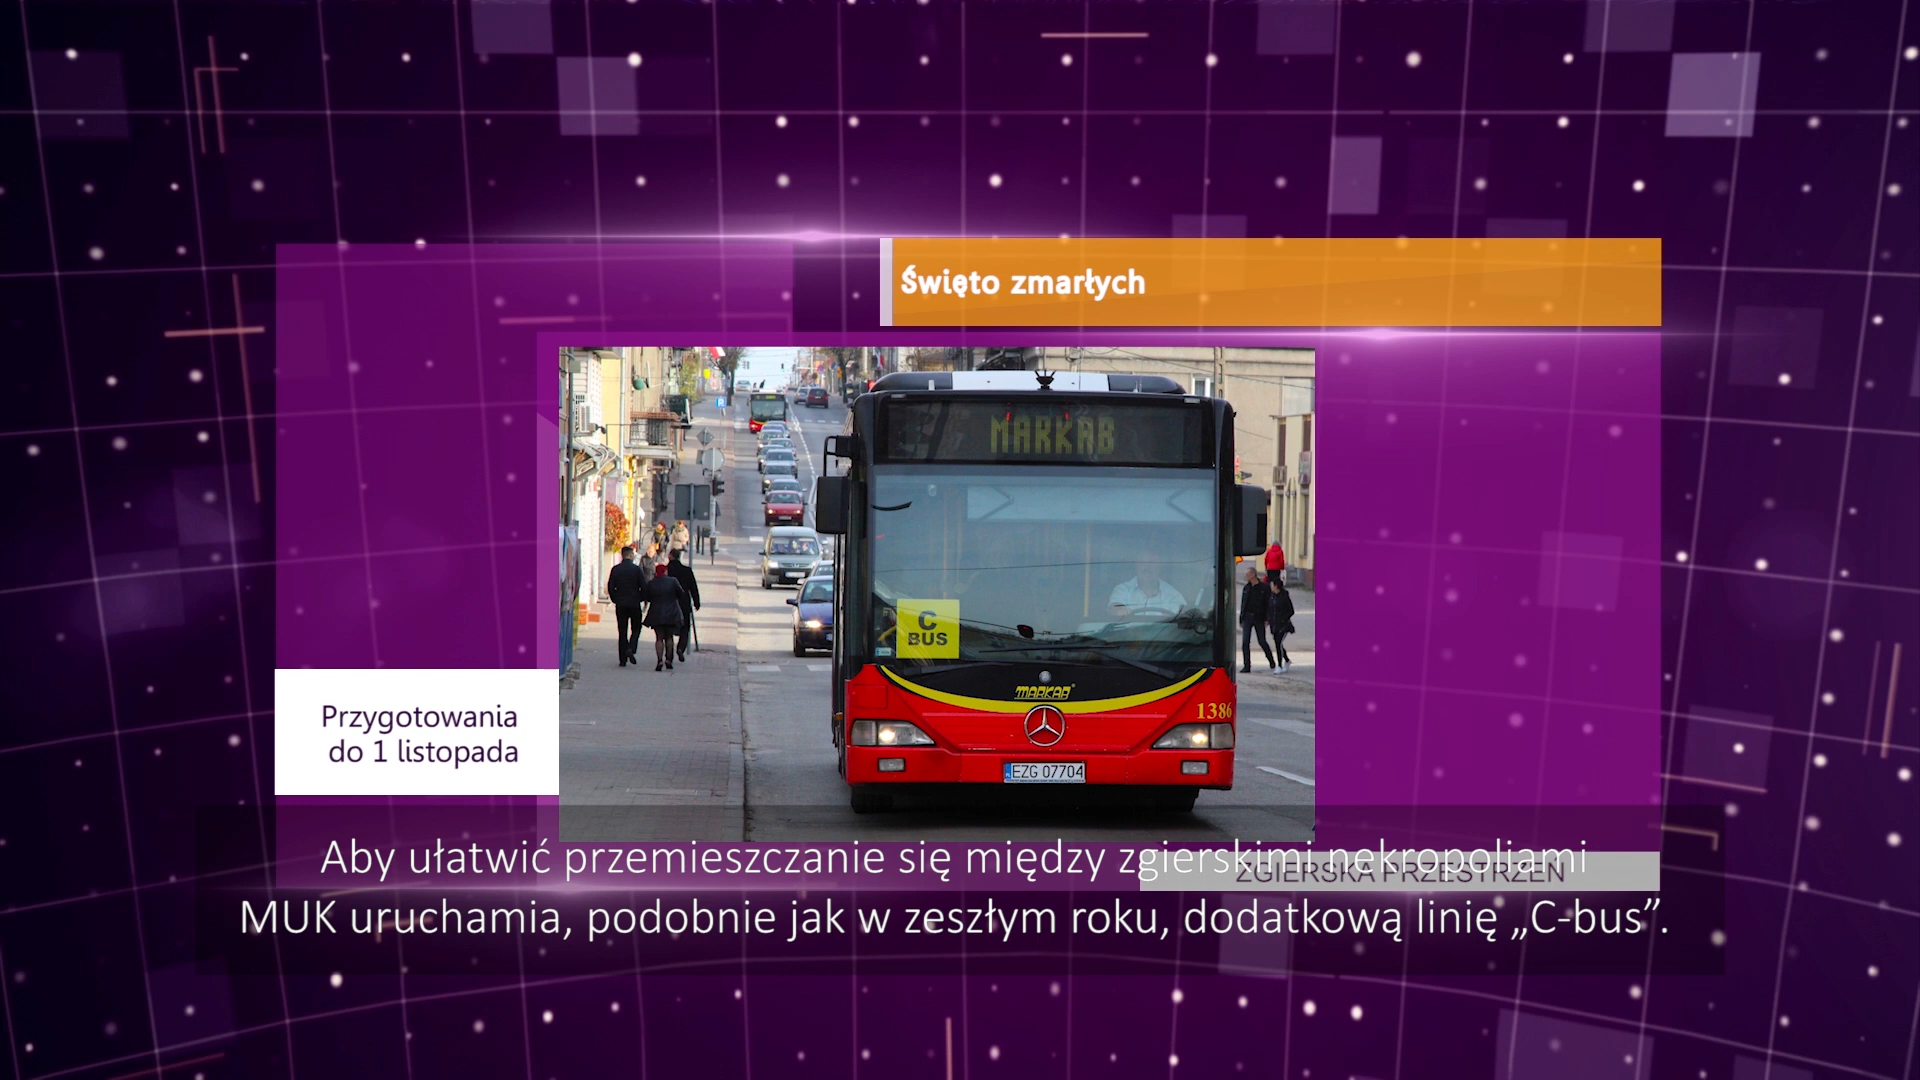 Święto zmarłych
MARKAB
C
BUS
MARKAB
1386
EZG 07704
Przygotowania
do 1 listopada
ZGIERSKA PRZESTRZEŃ
Aby ułatwić przemieszczanie się między zgierskimi nekropoliami
MUK uruchamia, podobnie jak w zeszłym roku, dodatkową linię „C-bus”.